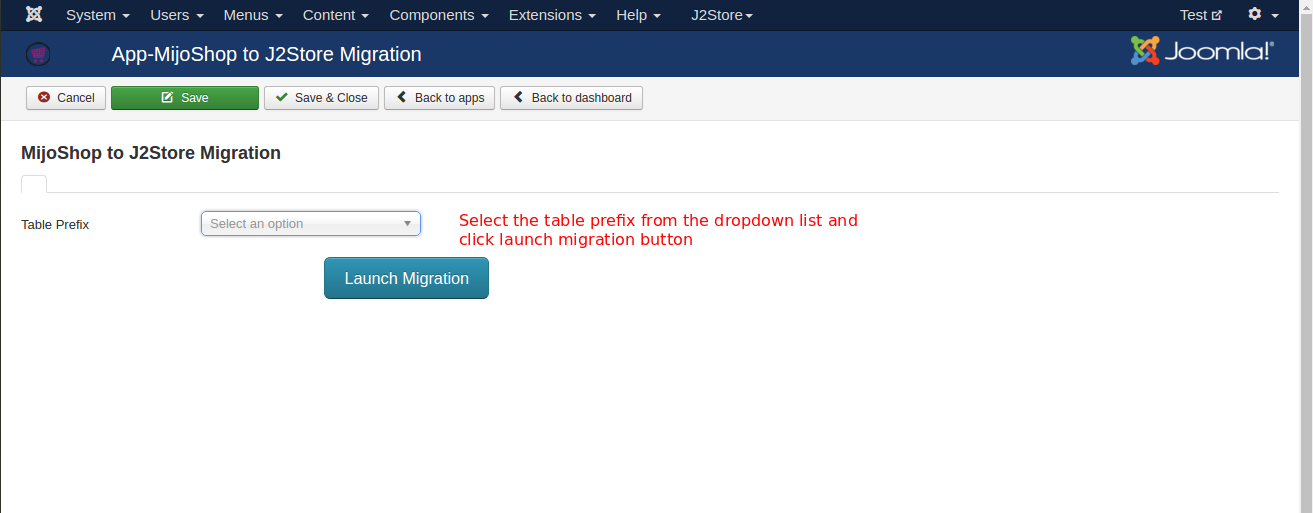 System Users Menus Content Components Extensions Help J2Store Test
App-MijoShop to J2Store Migration Joomla!®
Cancel Save Save & Close Back to apps Back to dashboard
MijoShop to J2Store Migration
Table Prefix Select an option Select the table prefix from the dropdown list and
click launch migration button
Launch Migration